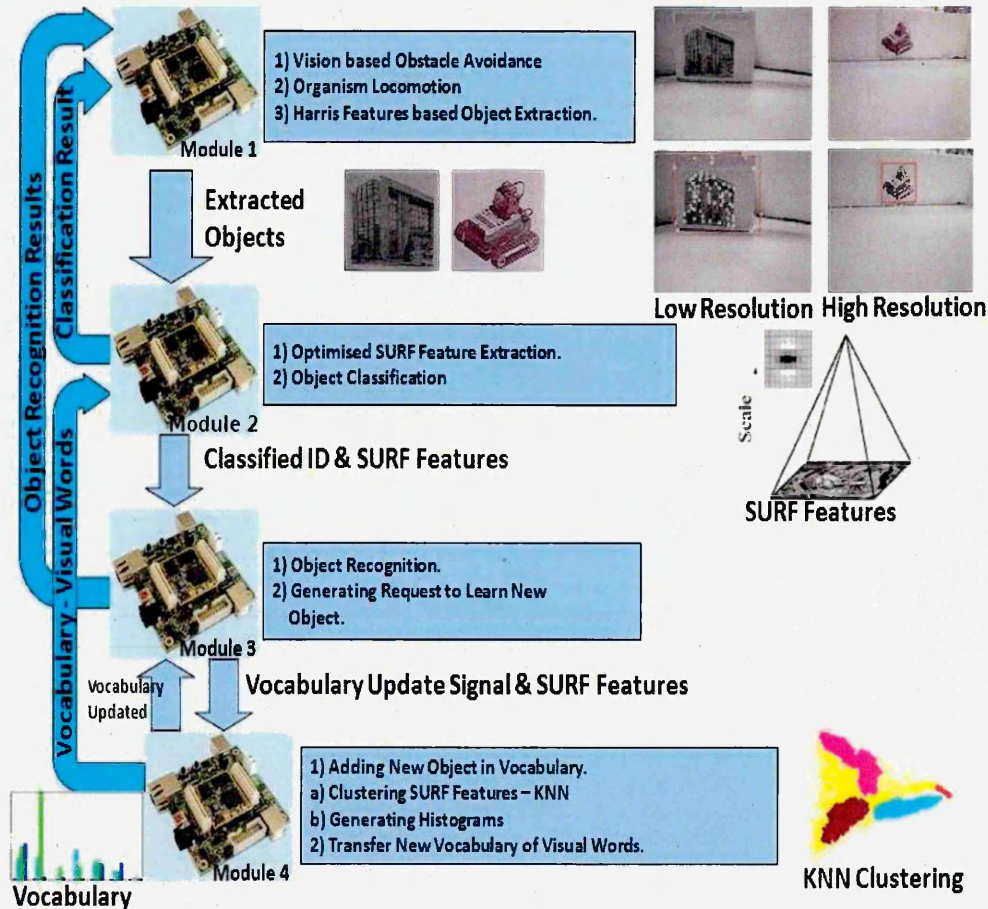 1) Vision based Obstacle Avoidance
2) Organism Locomotion
3) Harris Features based Object Extraction.
Module 1
Extracted
Objects
Low Resolution
High Resolution
Object Recognition Results
Classification Result
1) Optimised SURF Feature Extraction.
2) Object Classification
Module 2
Scale
SURF Features
Classified ID & SURF Features
Vocabulary - Visual Words
1) Object Recognition.
2) Generating Request to Learn New
Object.
Module 3
Vocabulary
Updated
Vocabulary Update Signal & SURF Features
1) Adding New Object in Vocabulary.
a) Clustering SURF Features – KNN
b) Generating Histograms
2) Transfer New Vocabulary of Visual Words.
Module 4
Vocabulary
KNN Clustering